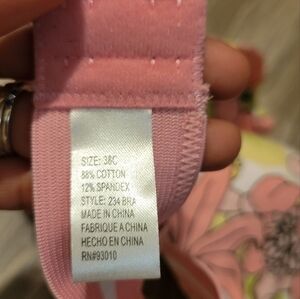 SIZE: 38C
88% COTTON
12% SPANDEX
STYLE: 234 BRA
MADE IN CHINA
FABRIQUE A CHINA
HECHO EN CHINA
RN#93010